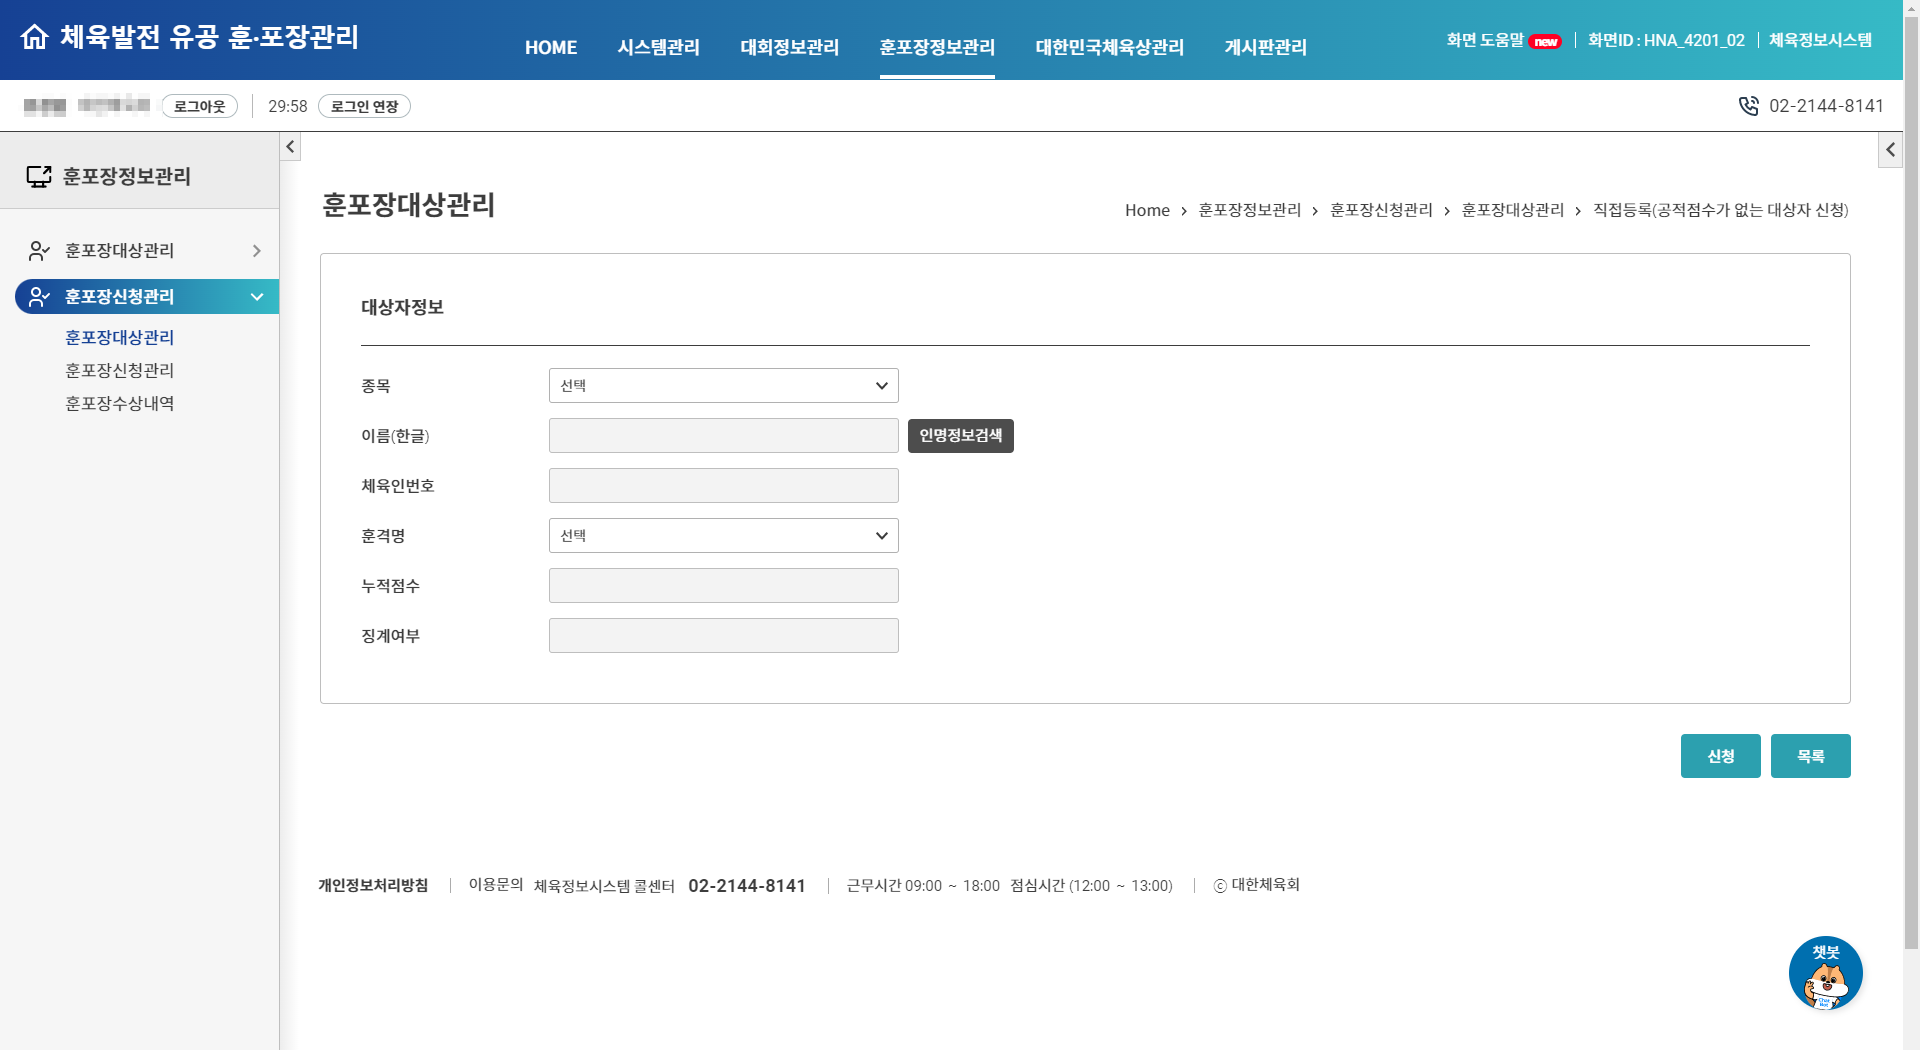 체육발전 유공 훈·포장관리
HOME 시스템관리 대회정보관리 훈포장정보관리 대한민국체육상관리 게시판관리
화면 도움말 new 화면ID : HNA_4201_02 체육정보시스템
로그아웃 29:58 로그인 연장
02-2144-8141
훈포장정보관리
훈포장대상관리
훈포장신청관리
훈포장대상관리
훈포장신청관리
훈포장수상내역
훈포장대상관리
Home > 훈포장정보관리 > 훈포장신청관리 > 훈포장대상관리 > 직접등록(공적점수가 없는 대상자 신청)
대상자정보
종목 선택
이름(한글) 인명정보검색
체육인번호
훈격명 선택
누적점수
징계여부
신청 목록
개인정보처리방침 이용문의 체육정보시스템 콜센터 02-2144-8141 근무시간 09:00 ~ 18:00 점심시간 (12:00 ~ 13:00) ⓒ 대한체육회
챗봇
Chat
Bot